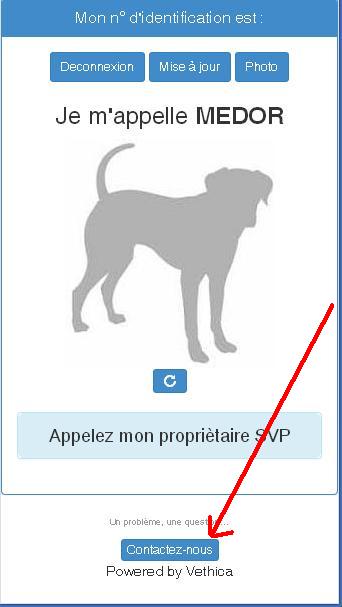 Mon n° d'identification est :
Deconnexion Mise à jour Photo
Je m'appelle MEDOR
Appelez mon propriètaire SVP
Un problème, une question...
Contactez-nous
Powered by Vethica